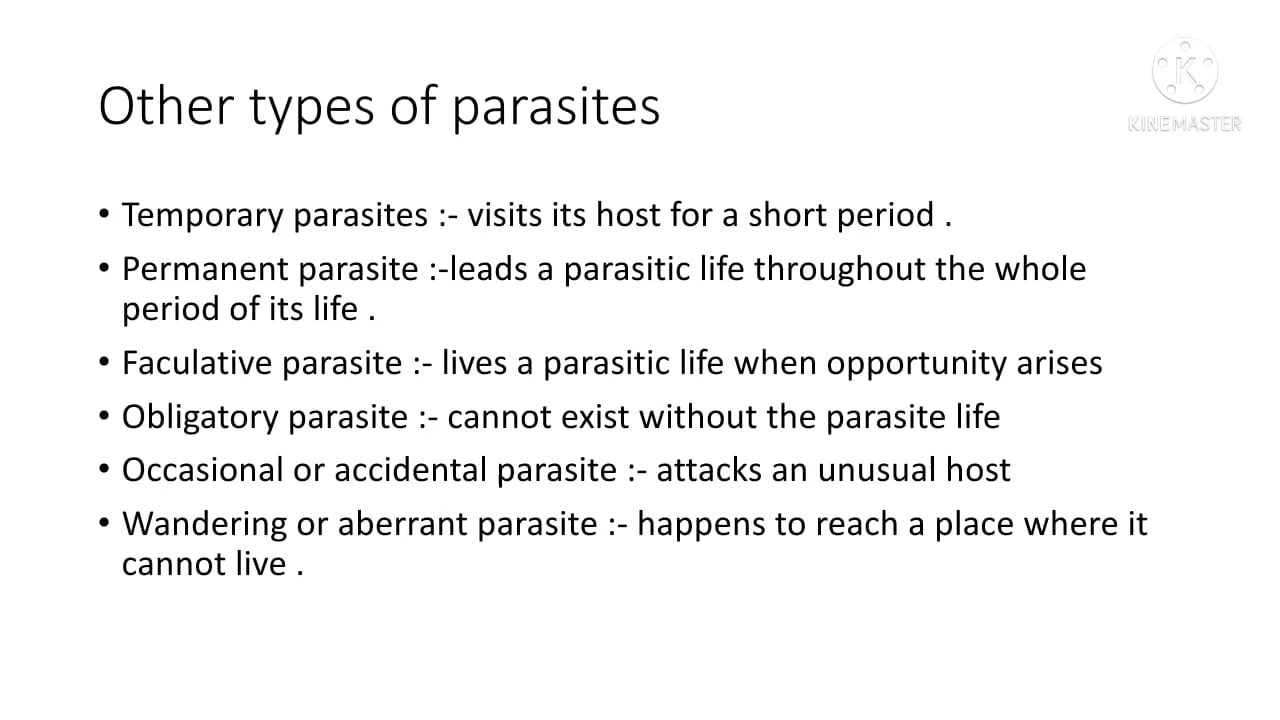 Other types of parasites
KINEMASTER
• Temporary parasites :- visits its host for a short period .
• Permanent parasite :-leads a parasitic life throughout the whole
period of its life .
• Faculative parasite :- lives a parasitic life when opportunity arises
• Obligatory parasite :- cannot exist without the parasite life
• Occasional or accidental parasite :- attacks an unusual host
• Wandering or aberrant parasite :- happens to reach a place where it
cannot live .